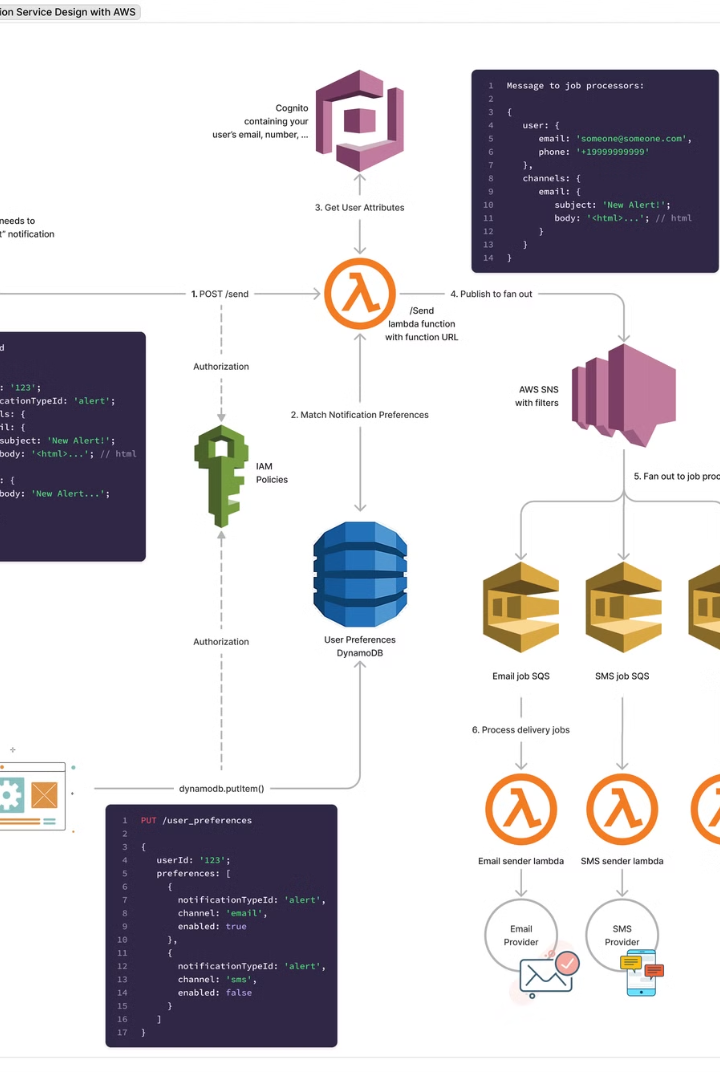 ion Service Design with AWS
Cognito
containing your
user's email, number, ...
3. Get User Attributes
needs to
t" notification
1. POST /send
/Send
lambda function
with function URL
4. Publish to fan out
1 Message to job processors:
2
3 {
4 user: {
5 email: 'someone@someone.com',
6 phone: '+19999999999'
7 },
8 channels: {
9 email: {
10 subject: 'New Alert!';
11 body: '<html>...'; // html
12 }
13 }
14 }
Authorization
2. Match Notification Preferences
AWS SNS
with filters
d
: '123';
cationTypeId: 'alert';
ls: {
il: {
subject: 'New Alert!';
body: '<html>...'; // html
: {
body: 'New Alert...';
IAM
Policies
5. Fan out to job proc
Authorization
User Preferences
DynamoDB
Email job SQS
SMS job SQS
6. Process delivery jobs
dynamodb.putItem()
1 PUT /user_preferences
2
3 {
4 userId: '123';
5 preferences: [
6 {
7 notificationTypeId: 'alert',
8 channel: 'email',
9 enabled: true
10 },
11 {
12 notificationTypeId: 'alert',
13 channel: 'sms',
14 enabled: false
15 }
16 ]
17 }
Email sender lambda
SMS sender lambda
Email
Provider
SMS
Provider